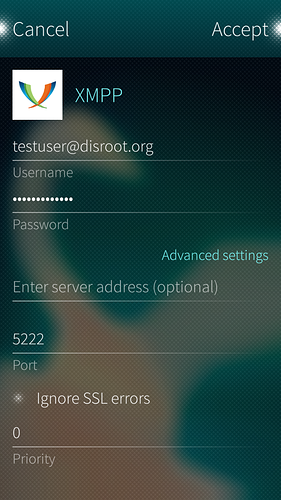 Cancel
Accept
XMPP
testuser@disroot.org
Username
•••••••••••••
Password
Advanced settings
Enter server address (optional)
5222
Port
Ignore SSL errors
0
Priority